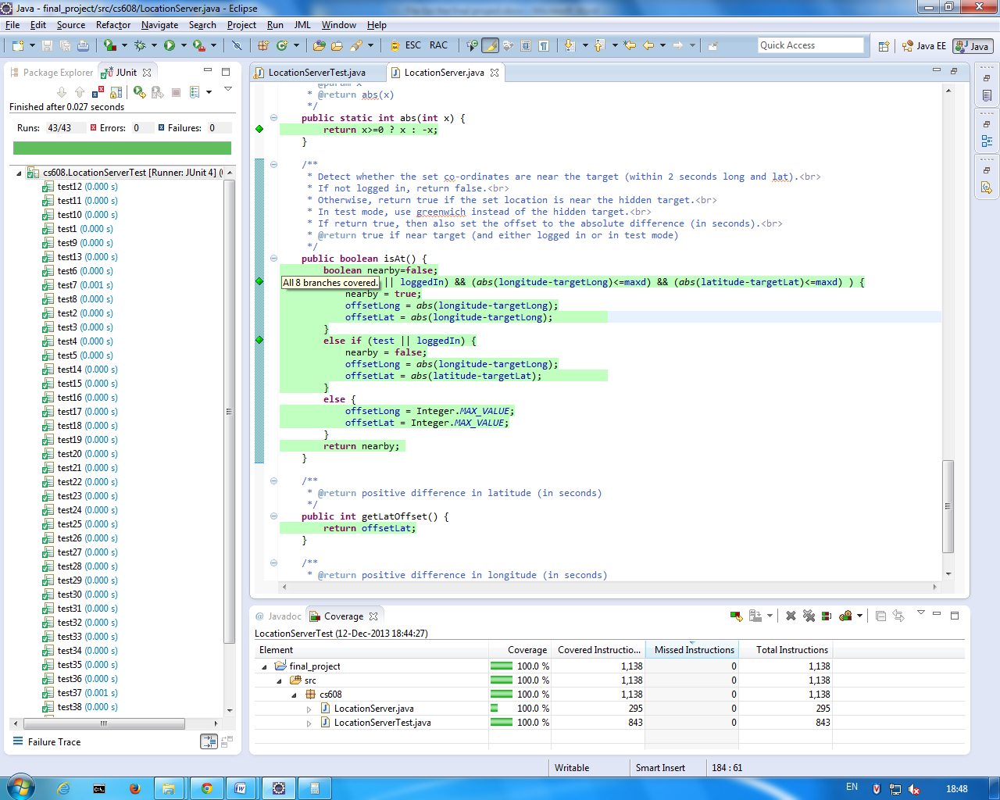 Java - final_project/src/cs608/LocationServer.java - Eclipse
File Edit Source Refactor Navigate Search Project Run JML Window Help
ESC RAC Quick Access Java EE Java
Package Explorer JUnit
Finished after 0.027 seconds
Runs: 43/43 Errors: 0 Failures: 0
cs608.LocationServerTest [Runner: JUnit 4] (
test12 (0.000 s)
test11 (0.000 s)
test10 (0.000 s)
test1 (0.000 s)
test9 (0.000 s)
test13 (0.000 s)
test6 (0.000 s)
test7 (0.001 s)
test8 (0.000 s)
test2 (0.000 s)
test3 (0.000 s)
test4 (0.000 s)
test5 (0.000 s)
test14 (0.000 s)
test15 (0.000 s)
test16 (0.000 s)
test17 (0.000 s)
test18 (0.000 s)
test19 (0.000 s)
test20 (0.000 s)
test21 (0.000 s)
test22 (0.000 s)
test23 (0.000 s)
test24 (0.000 s)
test25 (0.000 s)
test26 (0.000 s)
test27 (0.000 s)
test28 (0.000 s)
test29 (0.000 s)
test30 (0.000 s)
test31 (0.000 s)
test32 (0.000 s)
test33 (0.000 s)
test34 (0.000 s)
test35 (0.000 s)
test36 (0.000 s)
test37 (0.001 s)
test38 (0.000 s)
Failure Trace
LocationServerTest.java LocationServer.java
* @param x
* @return abs(x)
*/
public static int abs(int x) {
return x>=0 ? x : -x;
}
/**
* Detect whether the set co-ordinates are near the target (within 2 seconds long and lat).<br>
* If not logged in, return false.<br>
* Otherwise, return true if the set location is near the hidden target.<br>
* In test mode, use greenwich instead of the hidden target.<br>
* If return true, then also set the offset to the absolute difference (in seconds).<br>
* @return true if near target (and either logged in or in test mode)
*/
public boolean isAt() {
boolean nearby=false;
All 8 branches covered. || loggedIn) && (abs(longitude-targetLong)<=maxd) && (abs(latitude-targetLat)<=maxd) ) {
nearby = true;
offsetLong = abs(longitude-targetLong);
offsetLat = abs(longitude-targetLong);
}
else if (test || loggedIn) {
nearby = false;
offsetLong = abs(longitude-targetLong);
offsetLat = abs(latitude-targetLat);
}
else {
offsetLong = Integer.MAX_VALUE;
offsetLat = Integer.MAX_VALUE;
}
return nearby;
}
/**
* @return positive difference in latitude (in seconds)
*/
public int getLatOffset() {
return offsetLat;
}
/**
* @return positive difference in longitude (in seconds)
@ Javadoc Coverage
LocationServerTest (12-Dec-2013 18:44:27)
Element Coverage Covered Instructio... Missed Instructions Total Instructions
final_project 100.0 % 1,138 0 1,138
src 100.0 % 1,138 0 1,138
cs608 100.0 % 1,138 0 1,138
LocationServer.java 100.0 % 295 0 295
LocationServerTest.java 100.0 % 843 0 843
Writable Smart Insert 184 : 61
EN 18:48